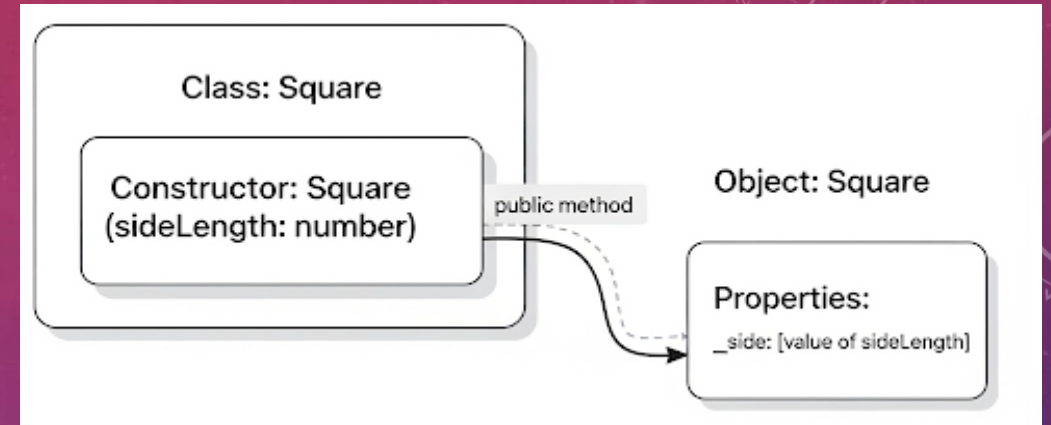 Class: Square
Constructor: Square
(sideLength: number)
public method
Object: Square
Properties:
_side: [value of sideLength]